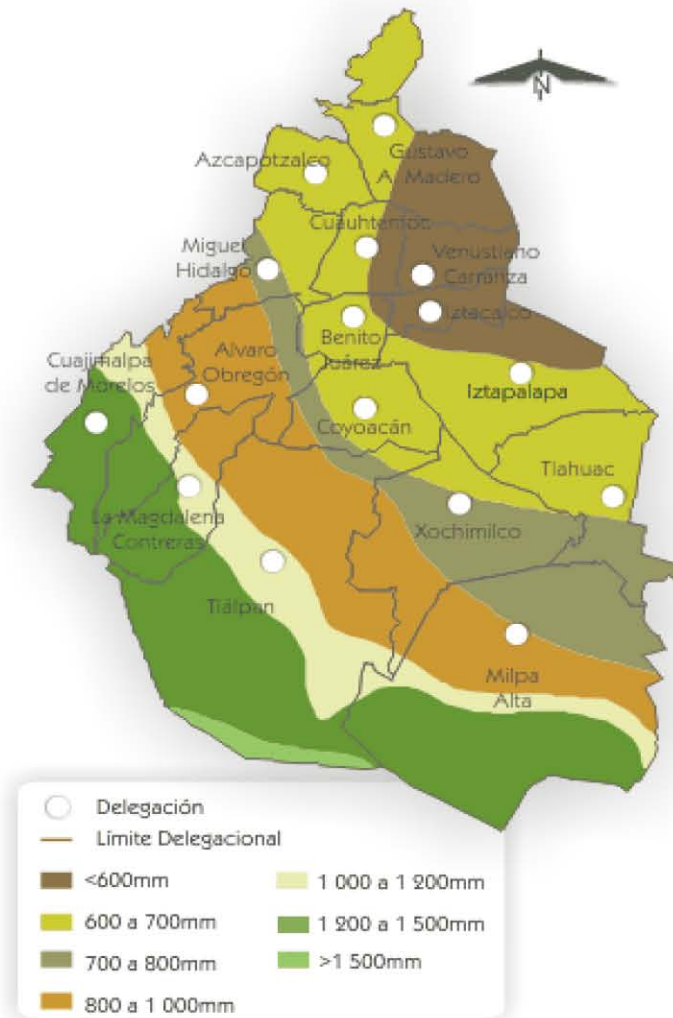 N
Gustavo
A. Madero
Azcapotzalco
Cuauhtemoc
Venustiano
Carranza
Miguel
Hidalgo
Iztacalco
Benito
Juárez
Alvaro
Obregón
Cuajimalpa
de Morelos
Iztapalapa
Coyoacán
Tlahuac
Xochimilco
La Magdalena
Contreras
Tlálpan
Milpa
Alta
Delegación
Límite Delegacional
<600mm
600 a 700mm
700 a 800mm
800 a 1 000mm
1 000 a 1 200mm
1 200 a 1 500mm
>1 500mm